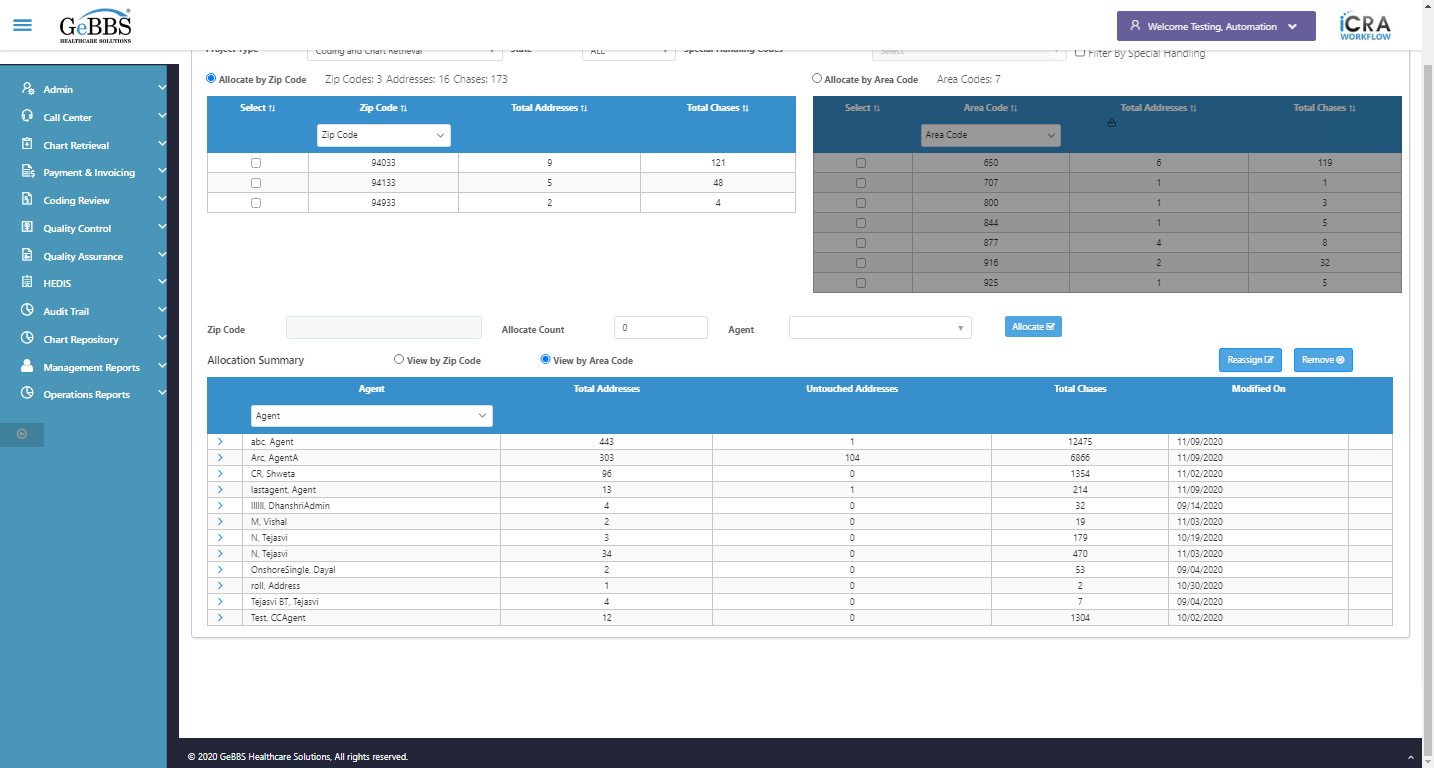 GeBBS®
HEALTHCARE SOLUTIONS
Welcome Testing, Automation
iCRA
WORKFLOW
Project Type Coding and Chart Retrieval State ALL Special Handling Codes Select Filter By Special Handling
Admin
Call Center
Chart Retrieval
Payment & Invoicing
Coding Review
Quality Control
Quality Assurance
HEDIS
Audit Trail
Chart Repository
Management Reports
Operations Reports
Allocate by Zip Code Zip Codes: 3 Addresses: 16 Chases: 173
Select Zip Code Total Addresses Total Chases
Zip Code
94033 9 121
94133 5 48
94933 2 4
Allocate by Area Code Area Codes: 7
Select Area Code Total Addresses Total Chases
Area Code
650 6 119
707 1 1
800 1 3
844 1 5
877 4 8
916 2 32
925 1 5
Zip Code Allocate Count 0 Agent Allocate
Allocation Summary View by Zip Code View by Area Code Reassign Remove
Agent Total Addresses Untouched Addresses Total Chases Modified On
Agent
abc, Agent 443 1 12475 11/09/2020
Arc, AgentA 303 104 6866 11/09/2020
CR, Shweta 96 0 1354 11/02/2020
lastagent, Agent 13 1 214 11/09/2020
DhanshriAdmin 4 0 32 09/14/2020
M, Vishal 2 0 19 11/03/2020
N, Tejasvi 3 0 179 10/19/2020
N, Tejasvi 34 0 470 11/03/2020
OnshoreSingle, Dayal 2 0 53 09/04/2020
roll, Address 1 0 2 10/30/2020
Tejasvi BT, Tejasvi 4 0 7 09/04/2020
Test, CCAgent 12 0 1304 10/02/2020
© 2020 GeBBS Healthcare Solutions, All rights reserved.